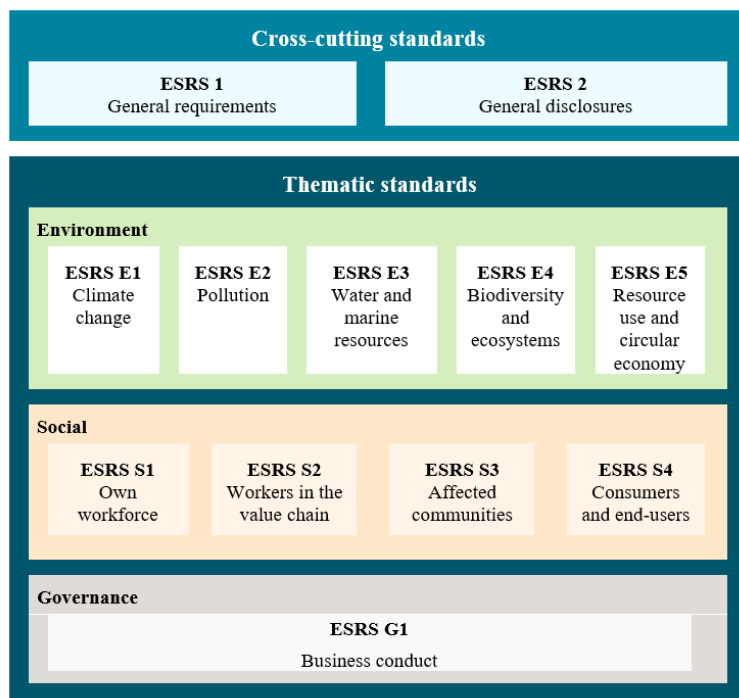 Cross-cutting standards
ESRS 1
General requirements
ESRS 2
General disclosures
Thematic standards
Environment
ESRS E1
Climate
change
ESRS E2
Pollution
ESRS E3
Water and
marine
resources
ESRS E4
Biodiversity
and
ecosystems
ESRS E5
Resource
use and
circular
economy
Social
ESRS S1
Own
workforce
ESRS S2
Workers in the
value chain
ESRS S3
Affected
communities
ESRS S4
Consumers
and end-users
Governance
ESRS G1
Business conduct